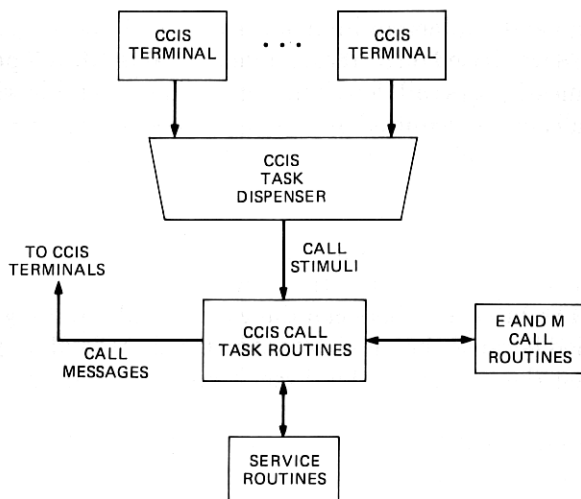 CCIS
TERMINAL
. . .
CCIS
TERMINAL
CCIS
TASK
DISPENSER
CALL
STIMULI
TO CCIS
TERMINALS
CCIS CALL
TASK ROUTINES
E AND M
CALL
ROUTINES
CALL
MESSAGES
SERVICE
ROUTINES